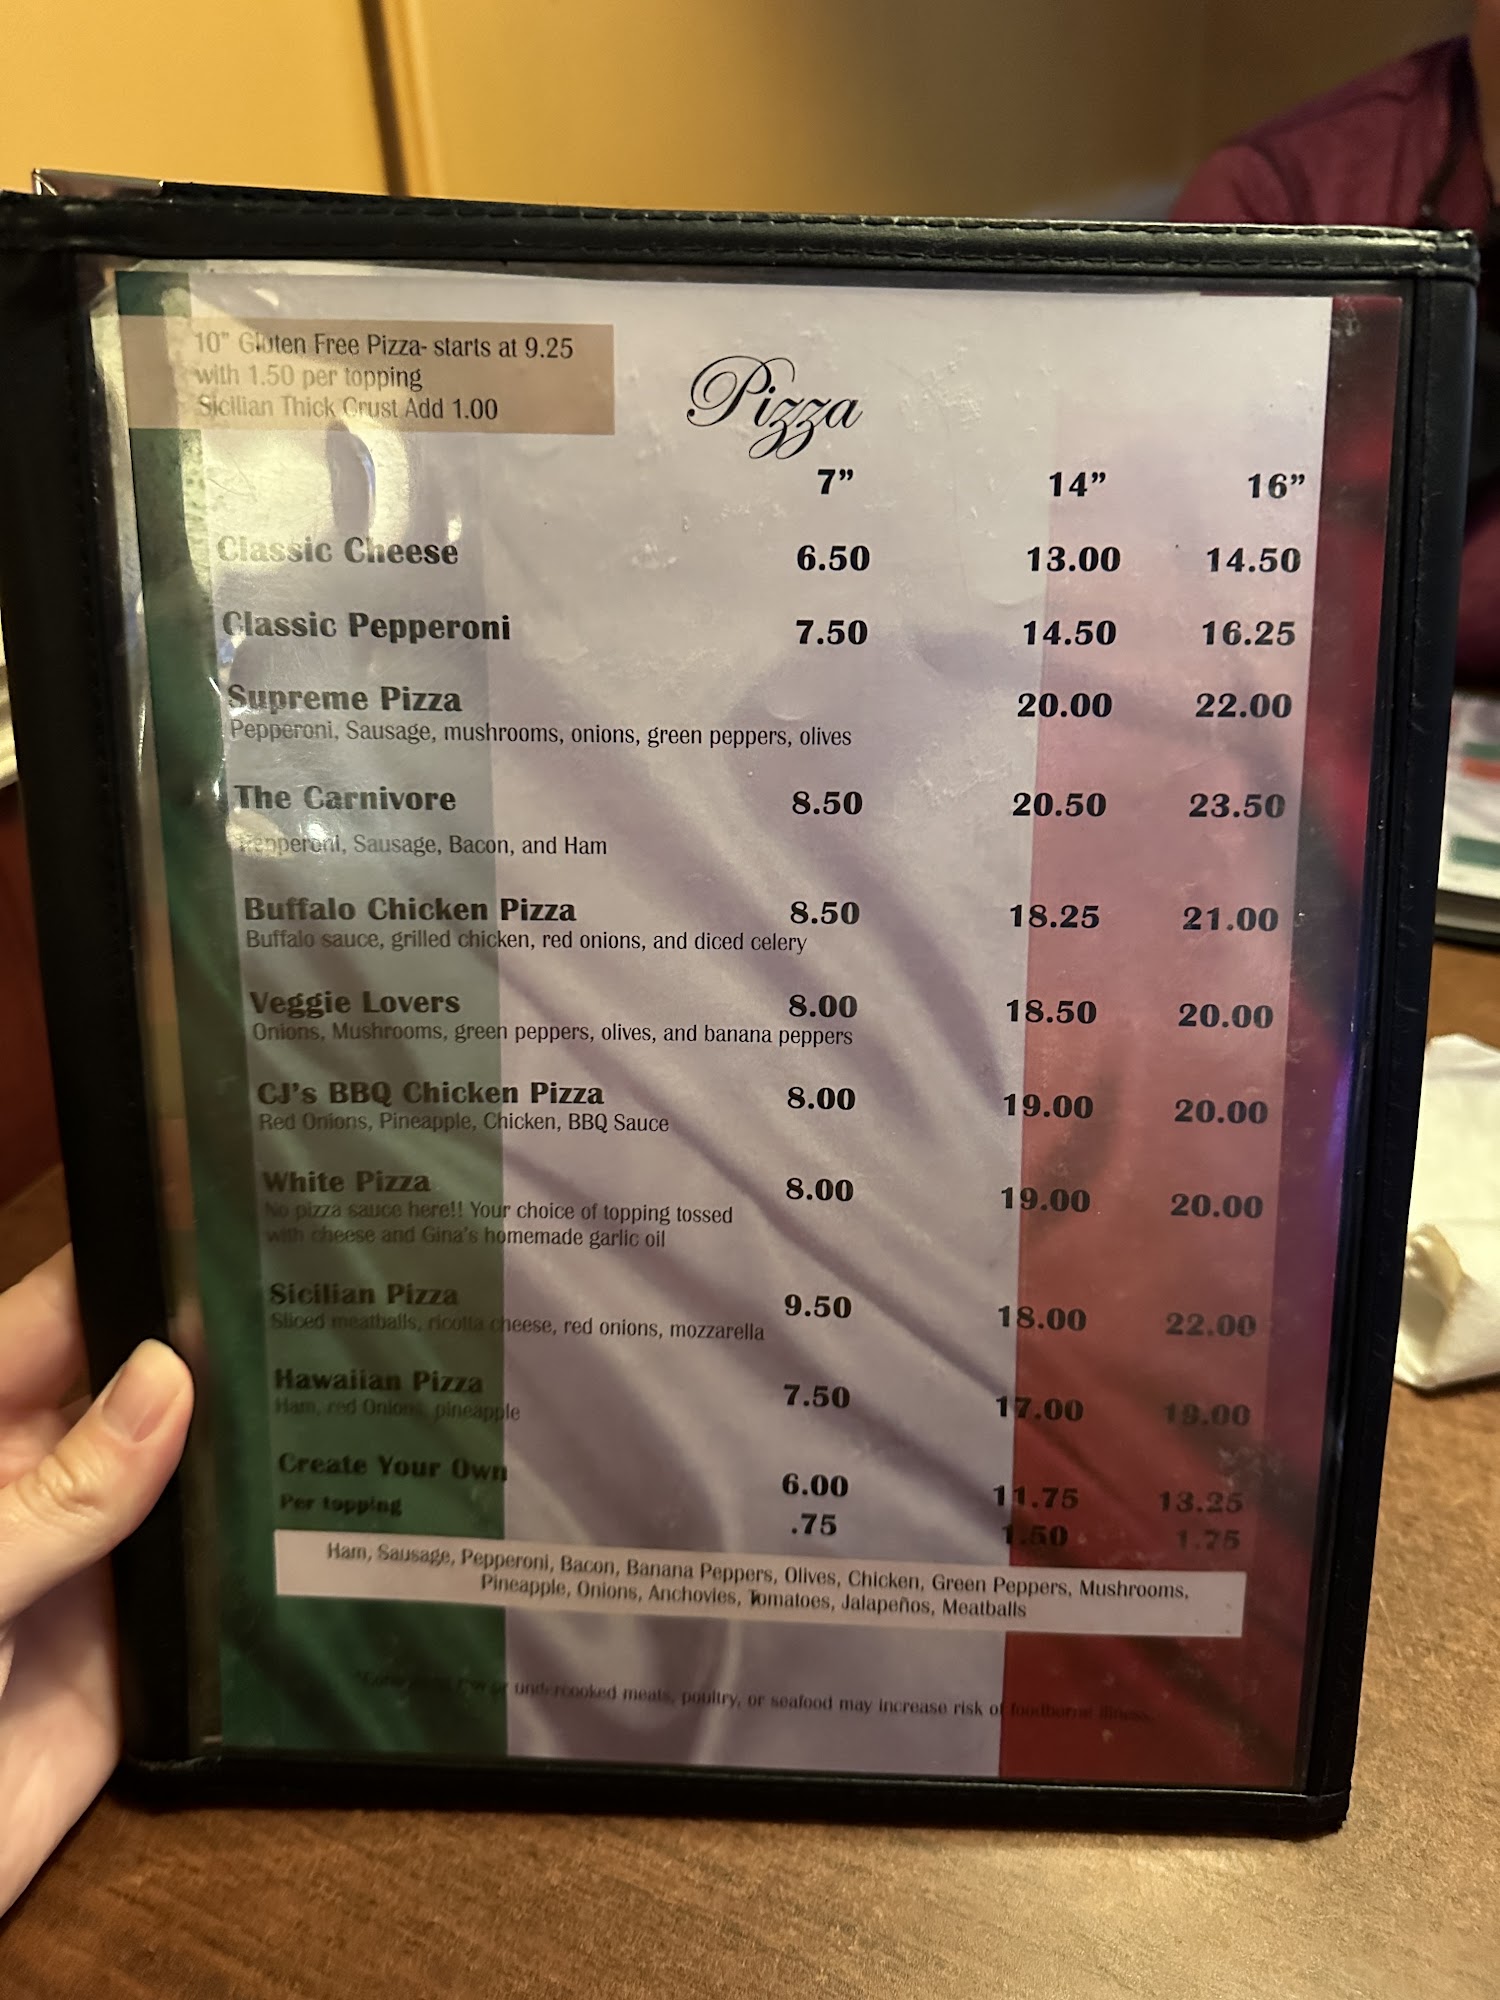 10" Gluten Free Pizza- starts at 9.25
with 1.50 per topping
Sicilian Thick Crust Add 1.00
Pizza
7” 14” 16”
Classic Cheese 6.50 13.00 14.50
Classic Pepperoni 7.50 14.50 16.25
Supreme Pizza 20.00 22.00
Pepperoni, Sausage, mushrooms, onions, green peppers, olives
The Carnivore 8.50 20.50 23.50
Pepperoni, Sausage, Bacon, and Ham
Buffalo Chicken Pizza 8.50 18.25 21.00
Buffalo sauce, grilled chicken, red onions, and diced celery
Veggie Lovers 8.00 18.50 20.00
Onions, Mushrooms, green peppers, olives, and banana peppers
CJ's BBQ Chicken Pizza 8.00 19.00 20.00
Red Onions, Pineapple, Chicken, BBQ Sauce
White Pizza 8.00 19.00 20.00
No pizza sauce here!! Your choice of topping tossed
with cheese and Gina's homemade garlic oil
Sicilian Pizza 9.50 18.00 22.00
Sliced meatballs, ricotta cheese, red onions, mozzarella
Hawaiian Pizza 7.50 17.00 19.00
Ham, red Onions, pineapple
Create Your Own 6.00 11.75 13.25
Per topping .75 1.50 1.75
Ham, Sausage, Pepperoni, Bacon, Banana Peppers, Olives, Chicken, Green Peppers, Mushrooms,
Pineapple, Onions, Anchovies, Tomatoes, Jalapeños, Meatballs
or undercooked meats, poultry, or seafood may increase risk of foodborne illness.